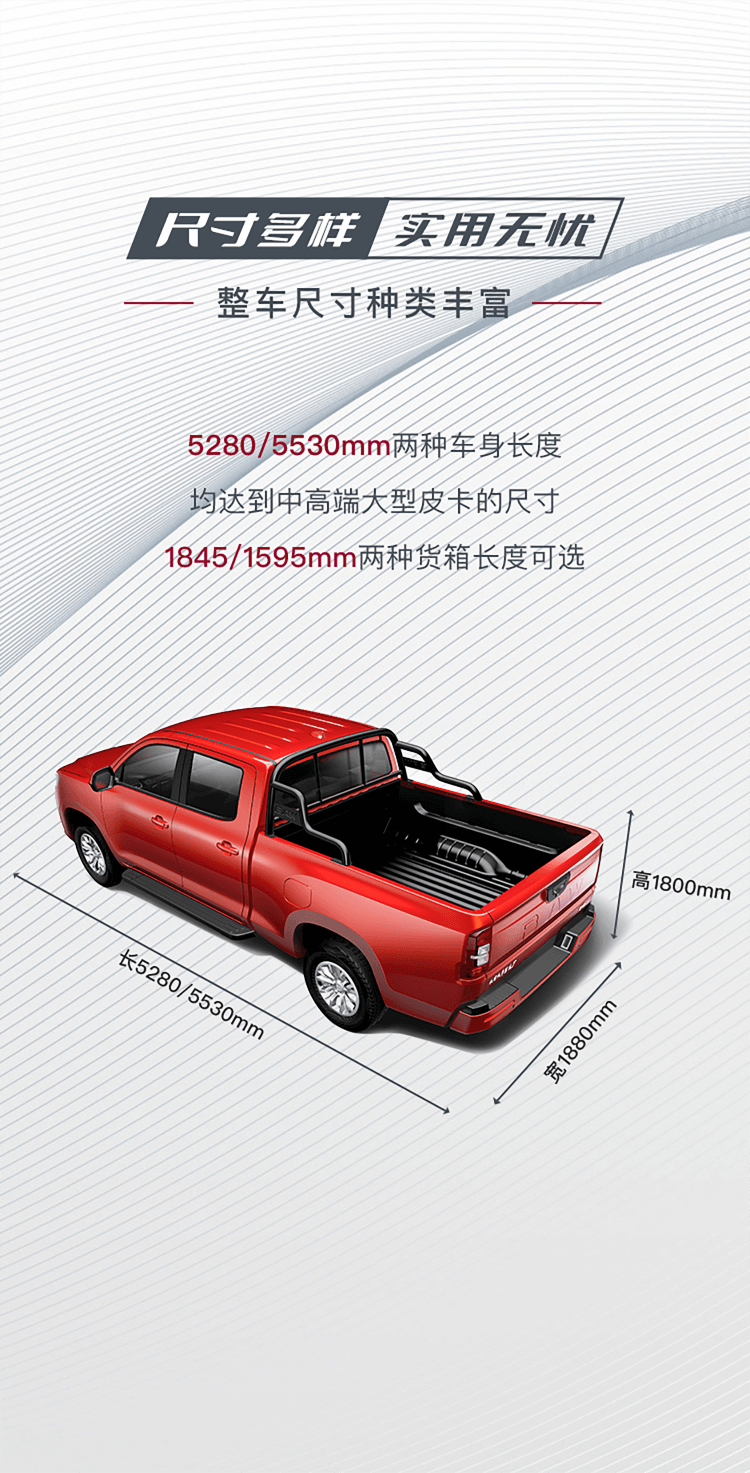 尺寸多样 实用无忧
整车尺寸种类丰富
5280/5530mm两种车身长度
均达到中高端大型皮卡的尺寸
1845/1595mm两种货箱长度可选
高1800mm
长5280/5530mm
宽1880mm